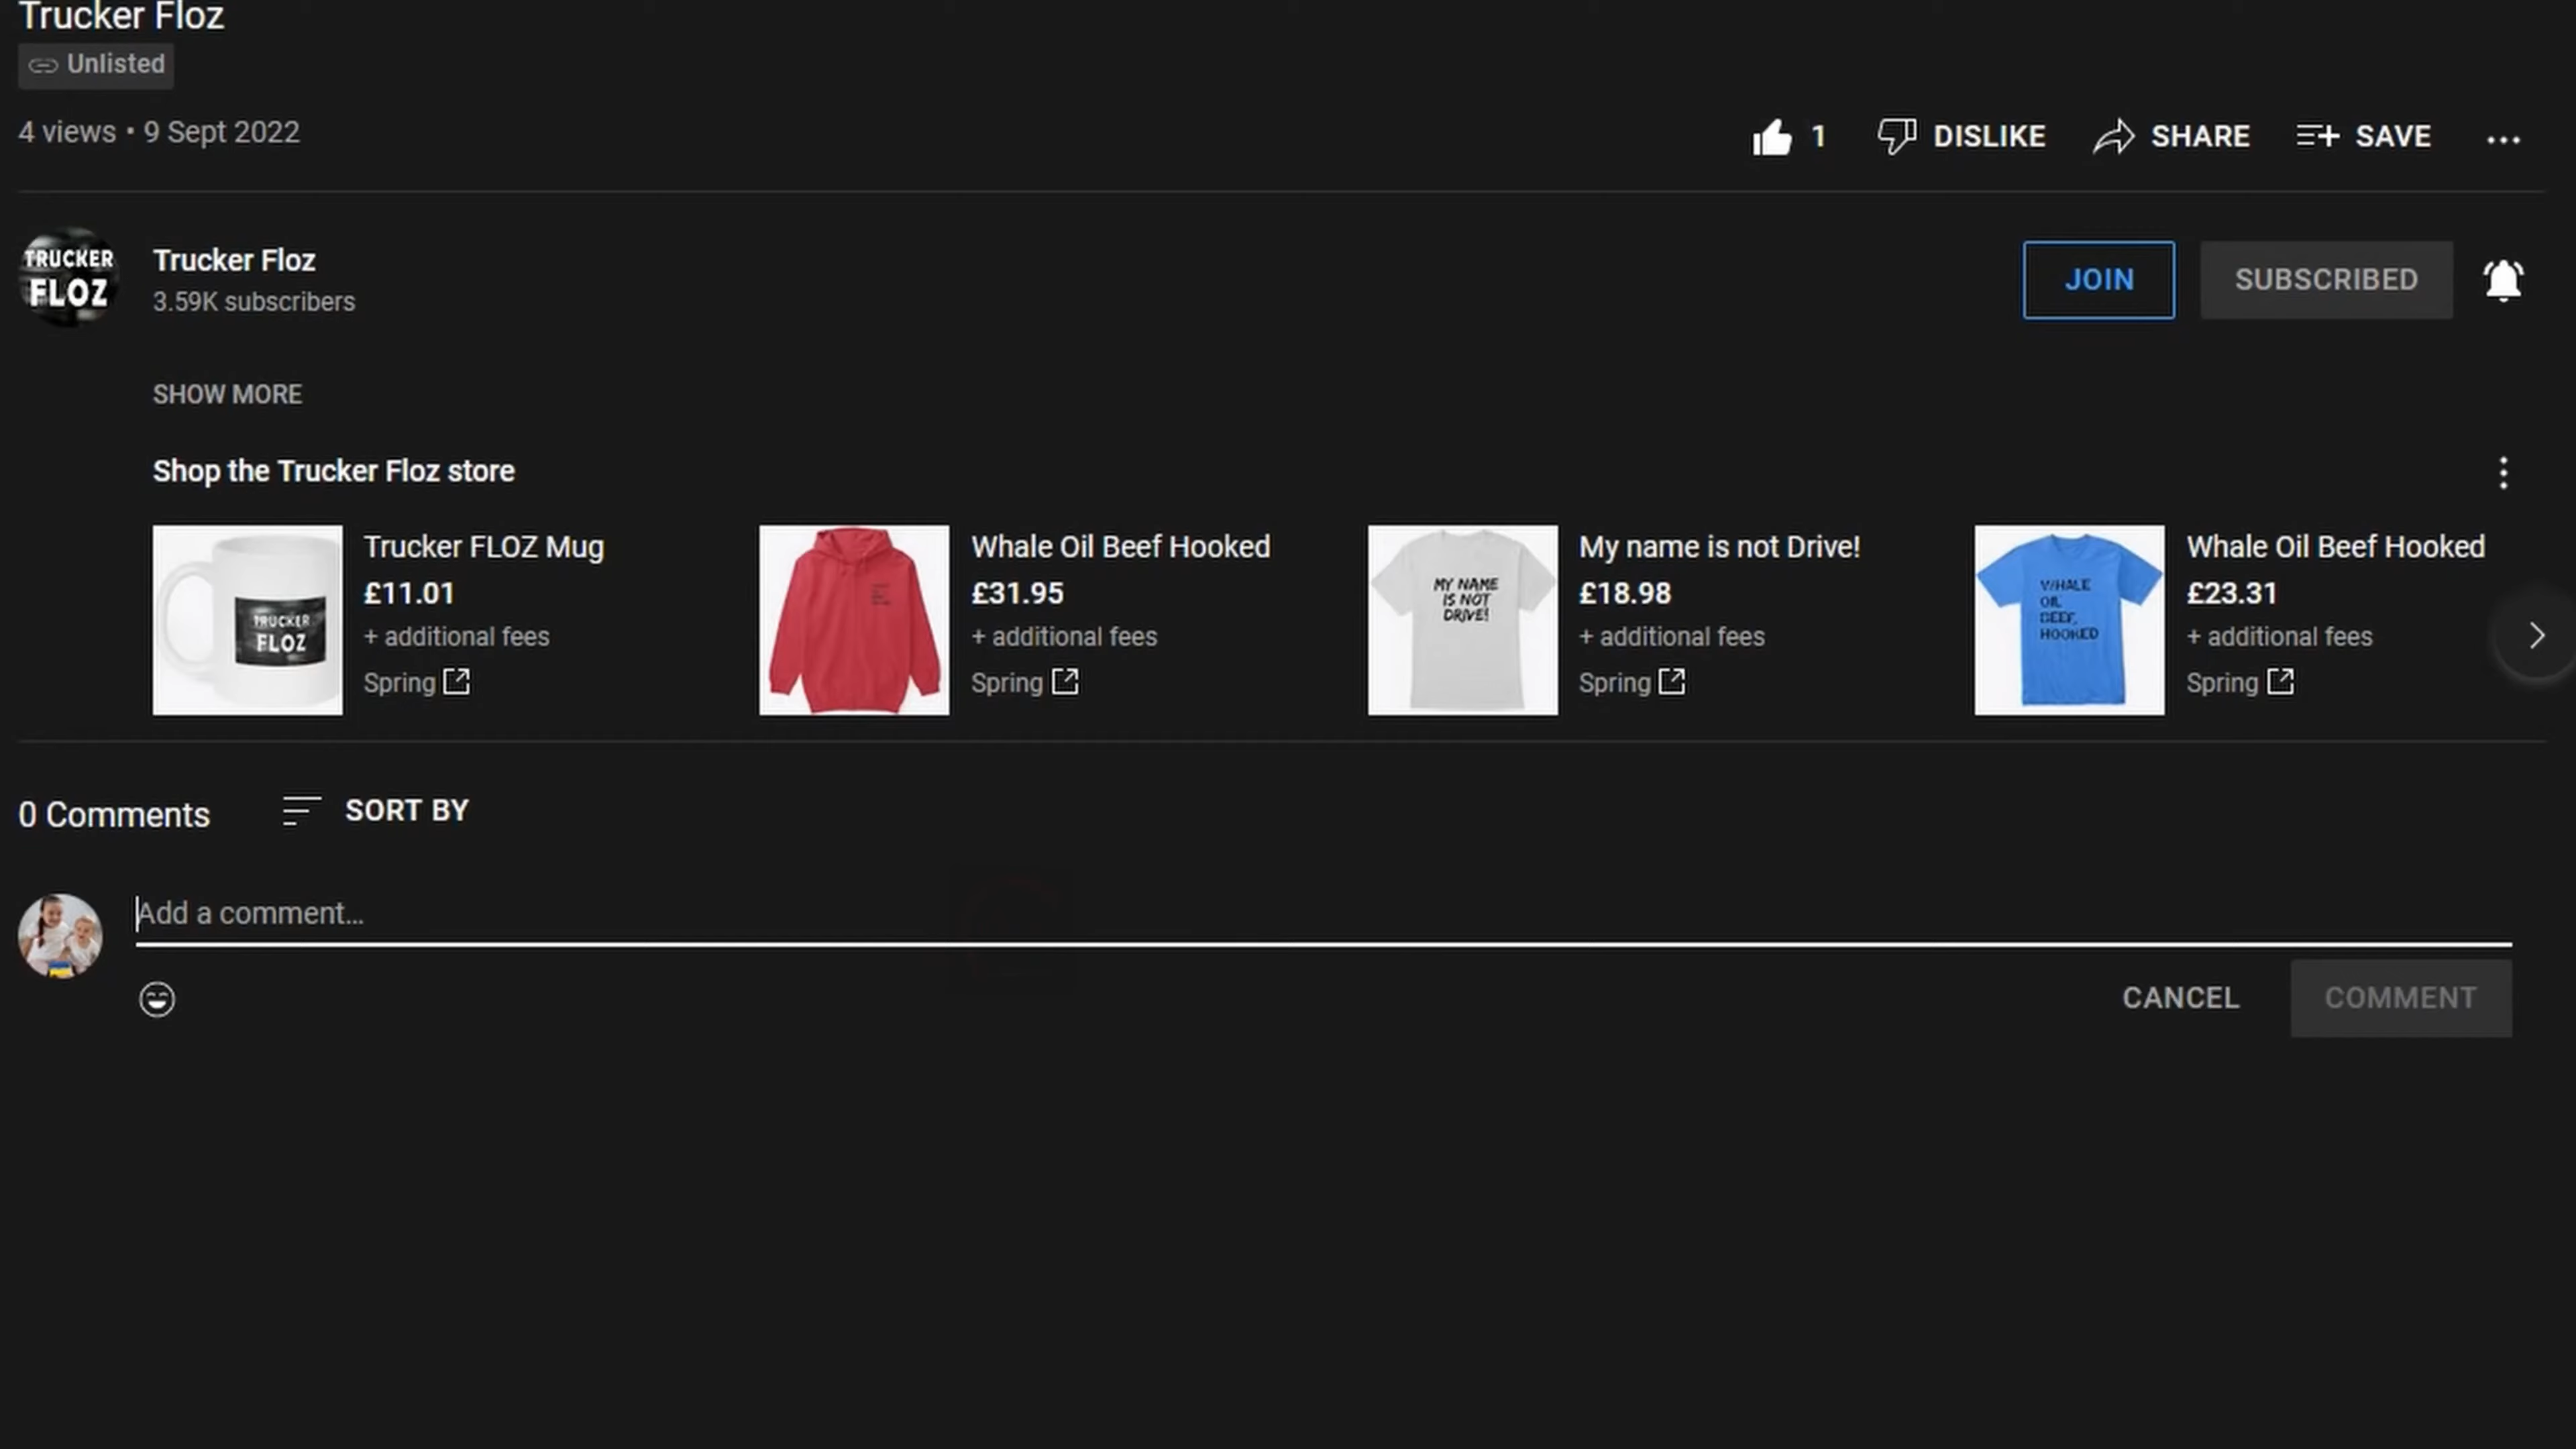 Trucker Floz
Unlisted
4 views • 9 Sept 2022
1 DISLIKE SHARE SAVE ...
TRUCKER
FLOZ
Trucker Floz
3.59K subscribers
JOIN SUBSCRIBED
SHOW MORE
Shop the Trucker Floz store
TRUCKER
FLOZ
Trucker FLOZ Mug
£11.01
+ additional fees
Spring
Whale Oil Beef Hooked
£31.95
+ additional fees
Spring
MY NAME
IS NOT
DRIVE!
My name is not Drive!
£18.98
+ additional fees
Spring
WHALE
OIL
BEEF,
HOOKED
Whale Oil Beef Hooked
£23.31
+ additional fees
Spring
0 Comments SORT BY
Add a comment...
CANCEL COMMENT